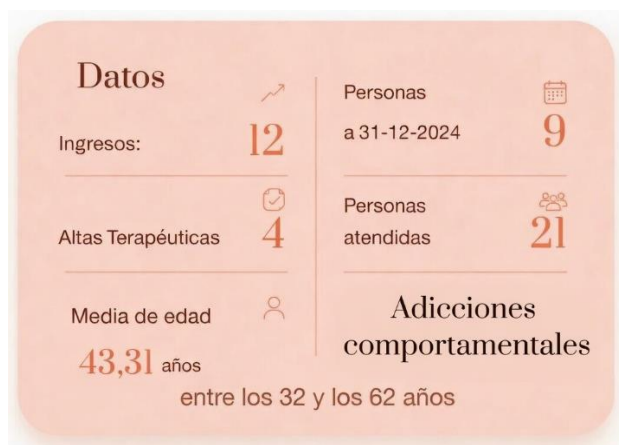 Datos
Ingresos: 12
Altas Terapéuticas 4
Media de edad
43,31 años
Personas
a 31-12-2024 9
Personas
atendidas 21
Adicciones
comportamentales
entre los 32 y los 62 años